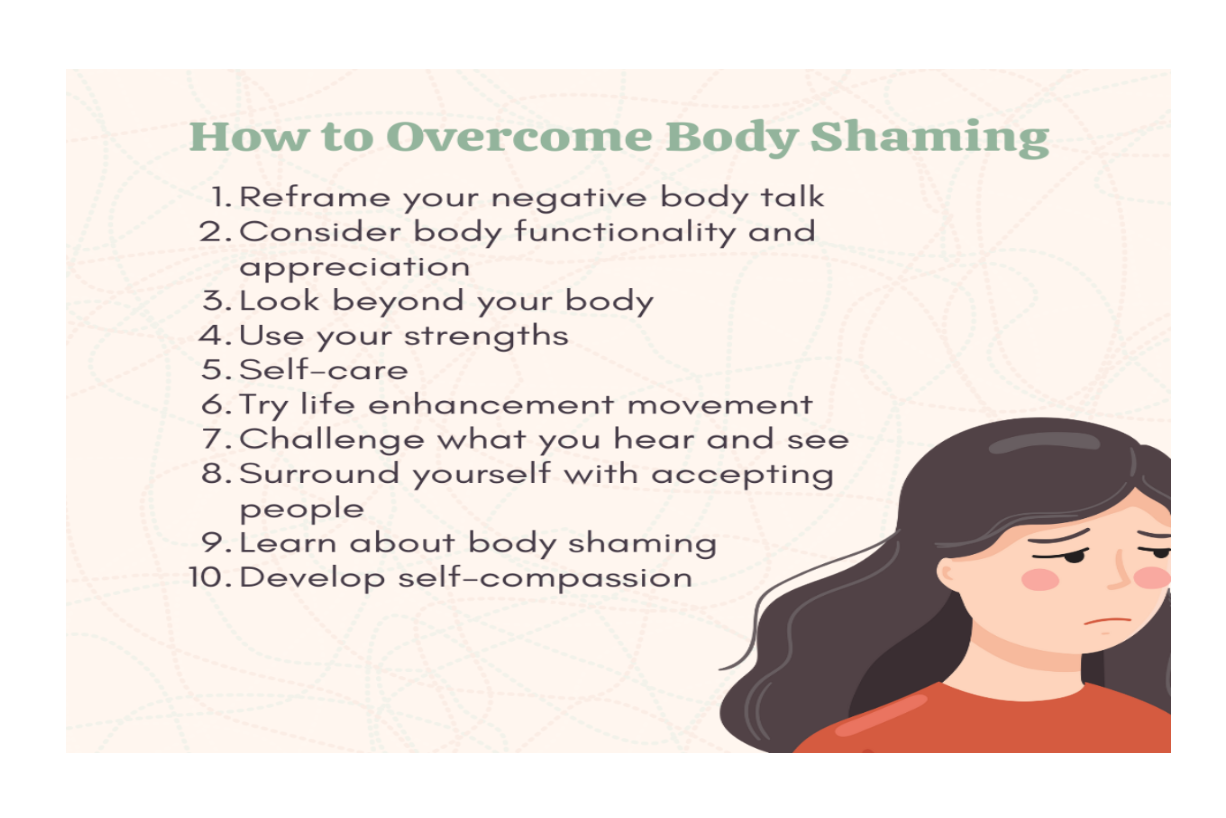 How to Overcome Body Shaming
1. Reframe your negative body talk
2. Consider body functionality and
appreciation
3. Look beyond your body
4. Use your strengths
5. Self-care
6. Try life enhancement movement
7. Challenge what you hear and see
8. Surround yourself with accepting
people
9. Learn about body shaming
10. Develop self-compassion